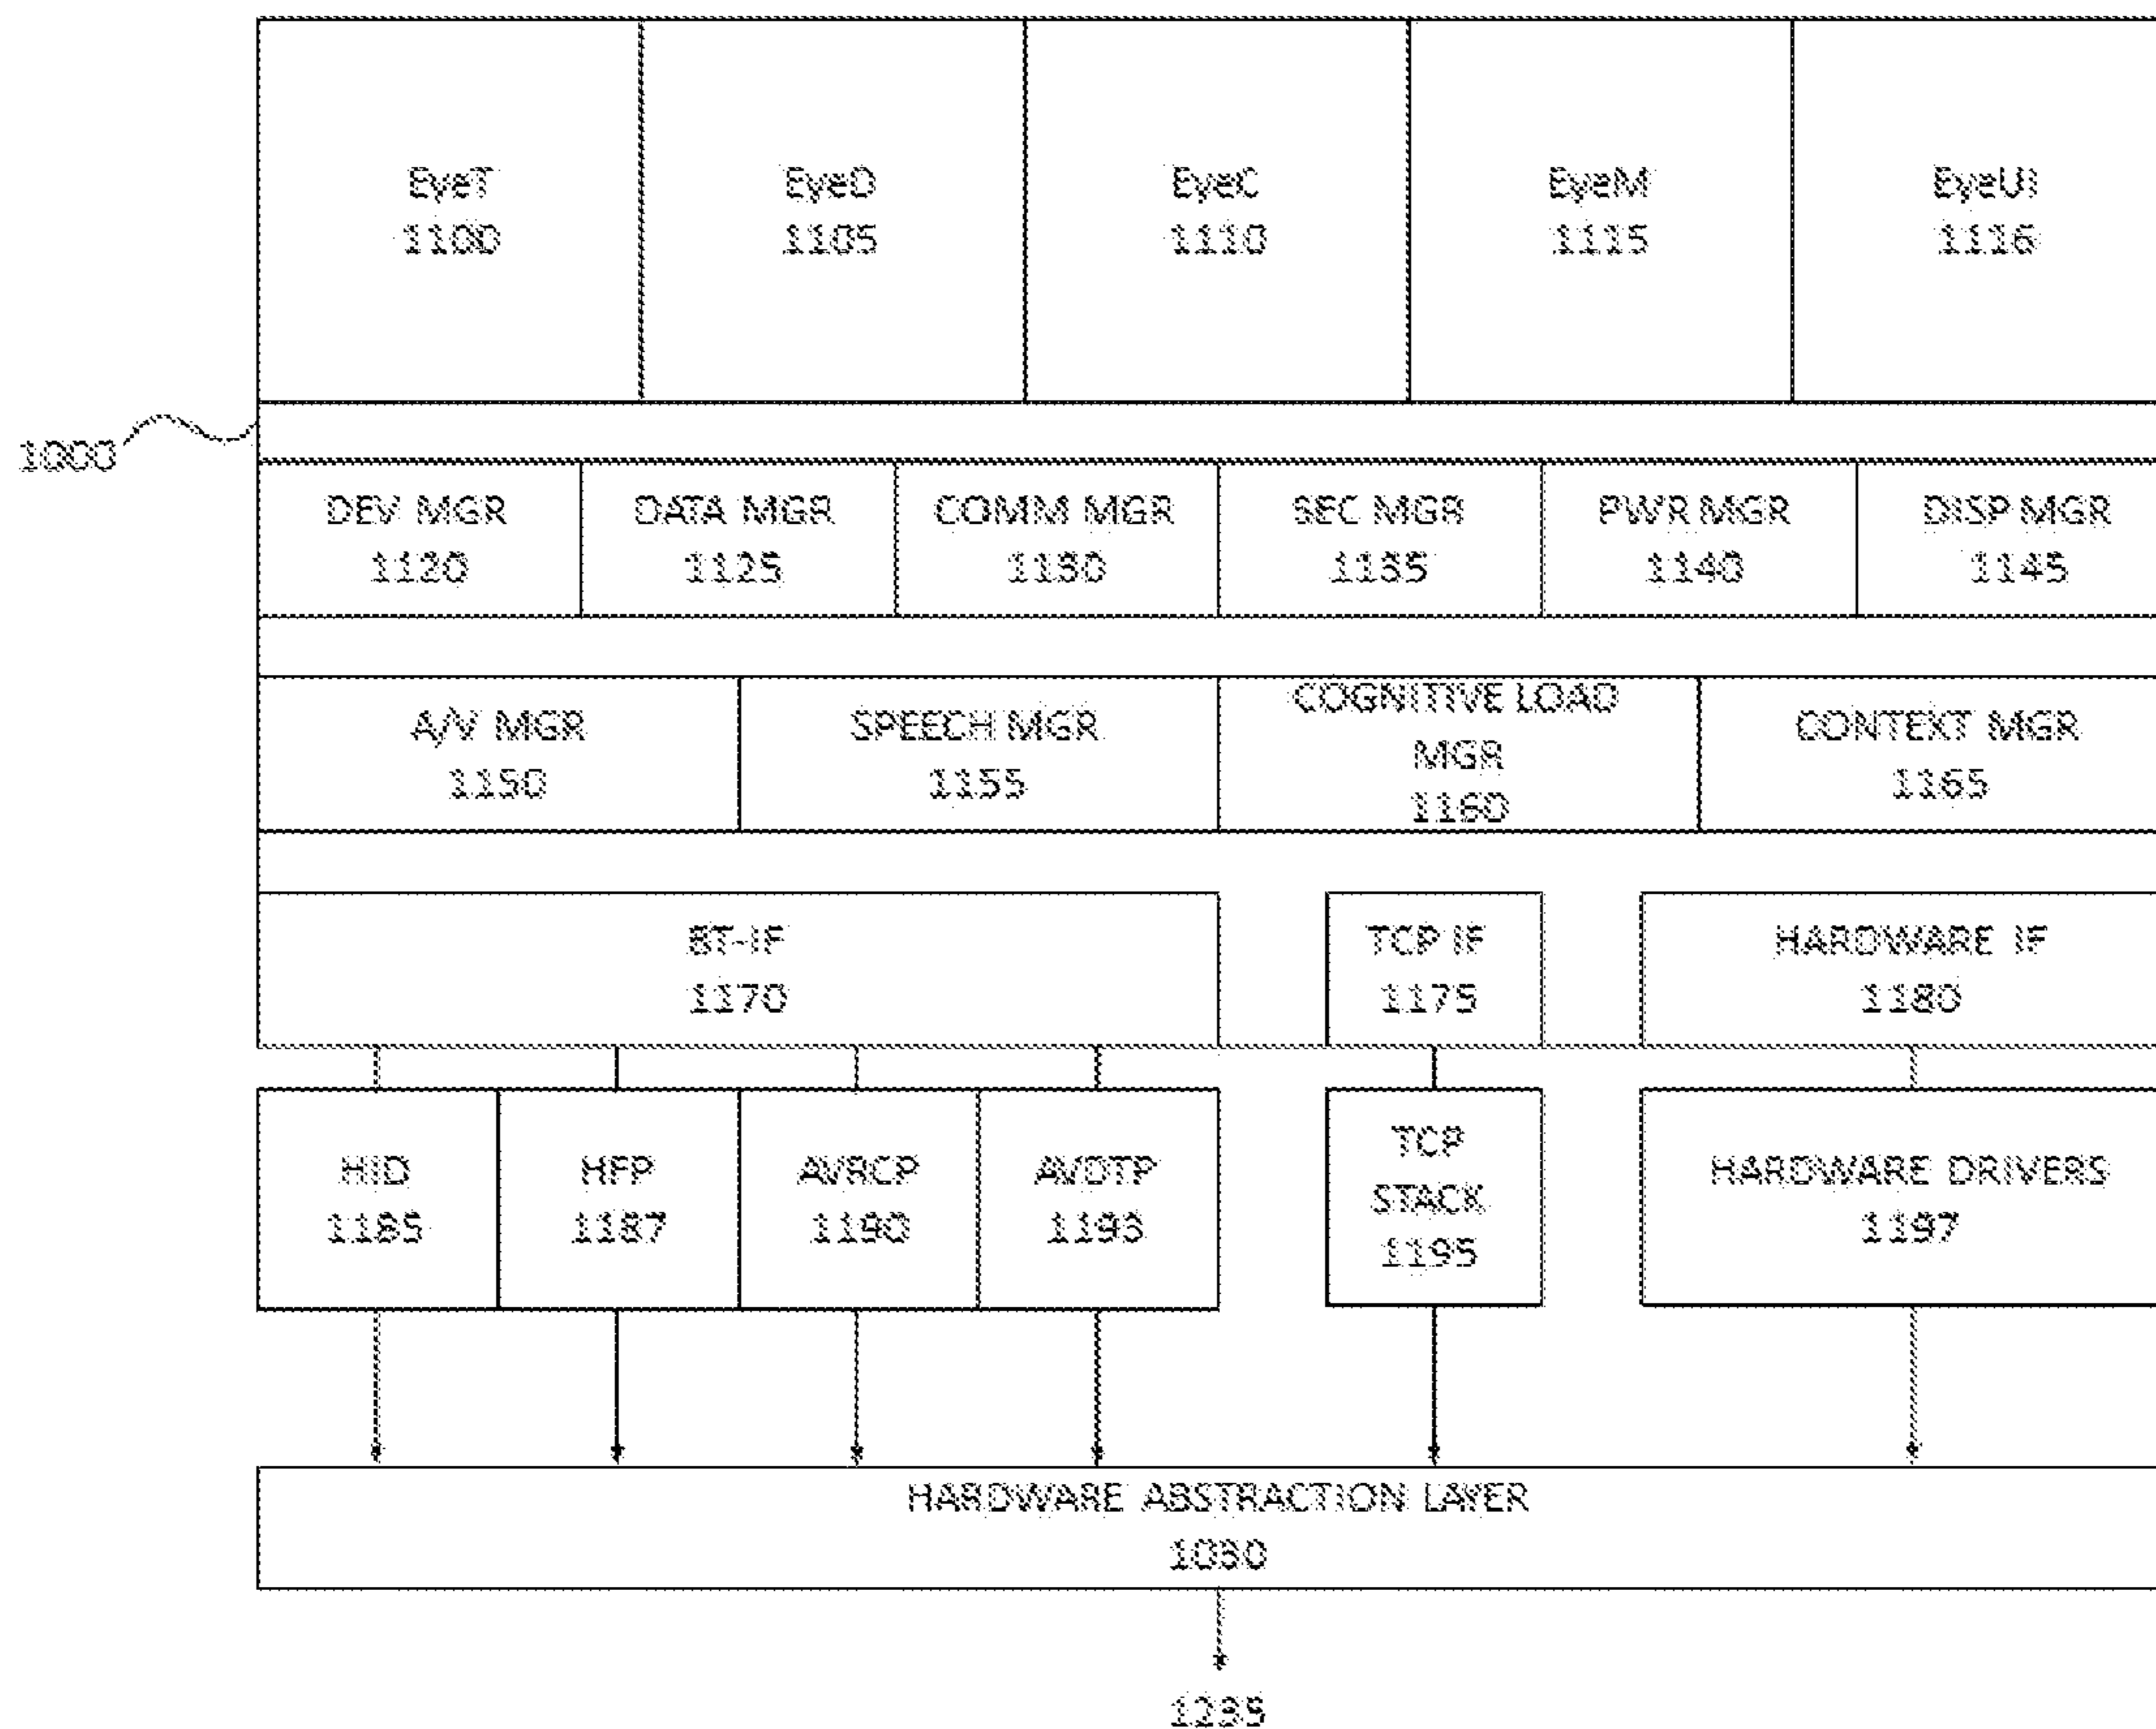 EyeT
1100
EyeD
1105
EyeC
1110
EyeM
1115
EyeUI
1116
1000
DEV MGR
1120
DATA MGR
1125
COMM MGR
1130
SEC MGR
1135
PWR MGR
1140
DISP MGR
1145
A/V MGR
1150
SPEECH MGR
1155
COGNITIVE LOAD
MGR
1160
CONTEXT MGR
1165
BT-IF
1170
TCP IF
1175
HARDWARE IF
1180
HID
1185
HFP
1187
AVRCP
1190
AVDTP
1193
TCP
STACK
1195
HARDWARE DRIVERS
1197
HARDWARE ABSTRACTION LAYER
1030
1235